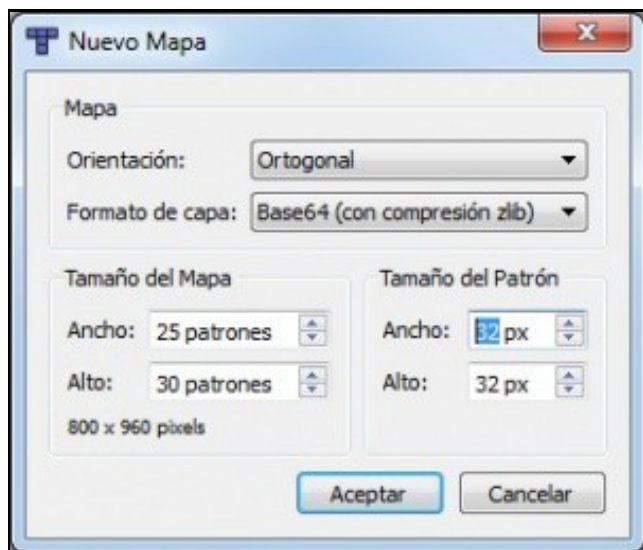 Nuevo Mapa
Mapa
Orientación: Ortogonal
Formato de capa: Base64 (con compresión zlib)
Tamaño del Mapa
Ancho: 25 patrones
Alto: 30 patrones
800 x 960 pixels
Tamaño del Patrón
Ancho: 32 px
Alto: 32 px
Aceptar Cancelar